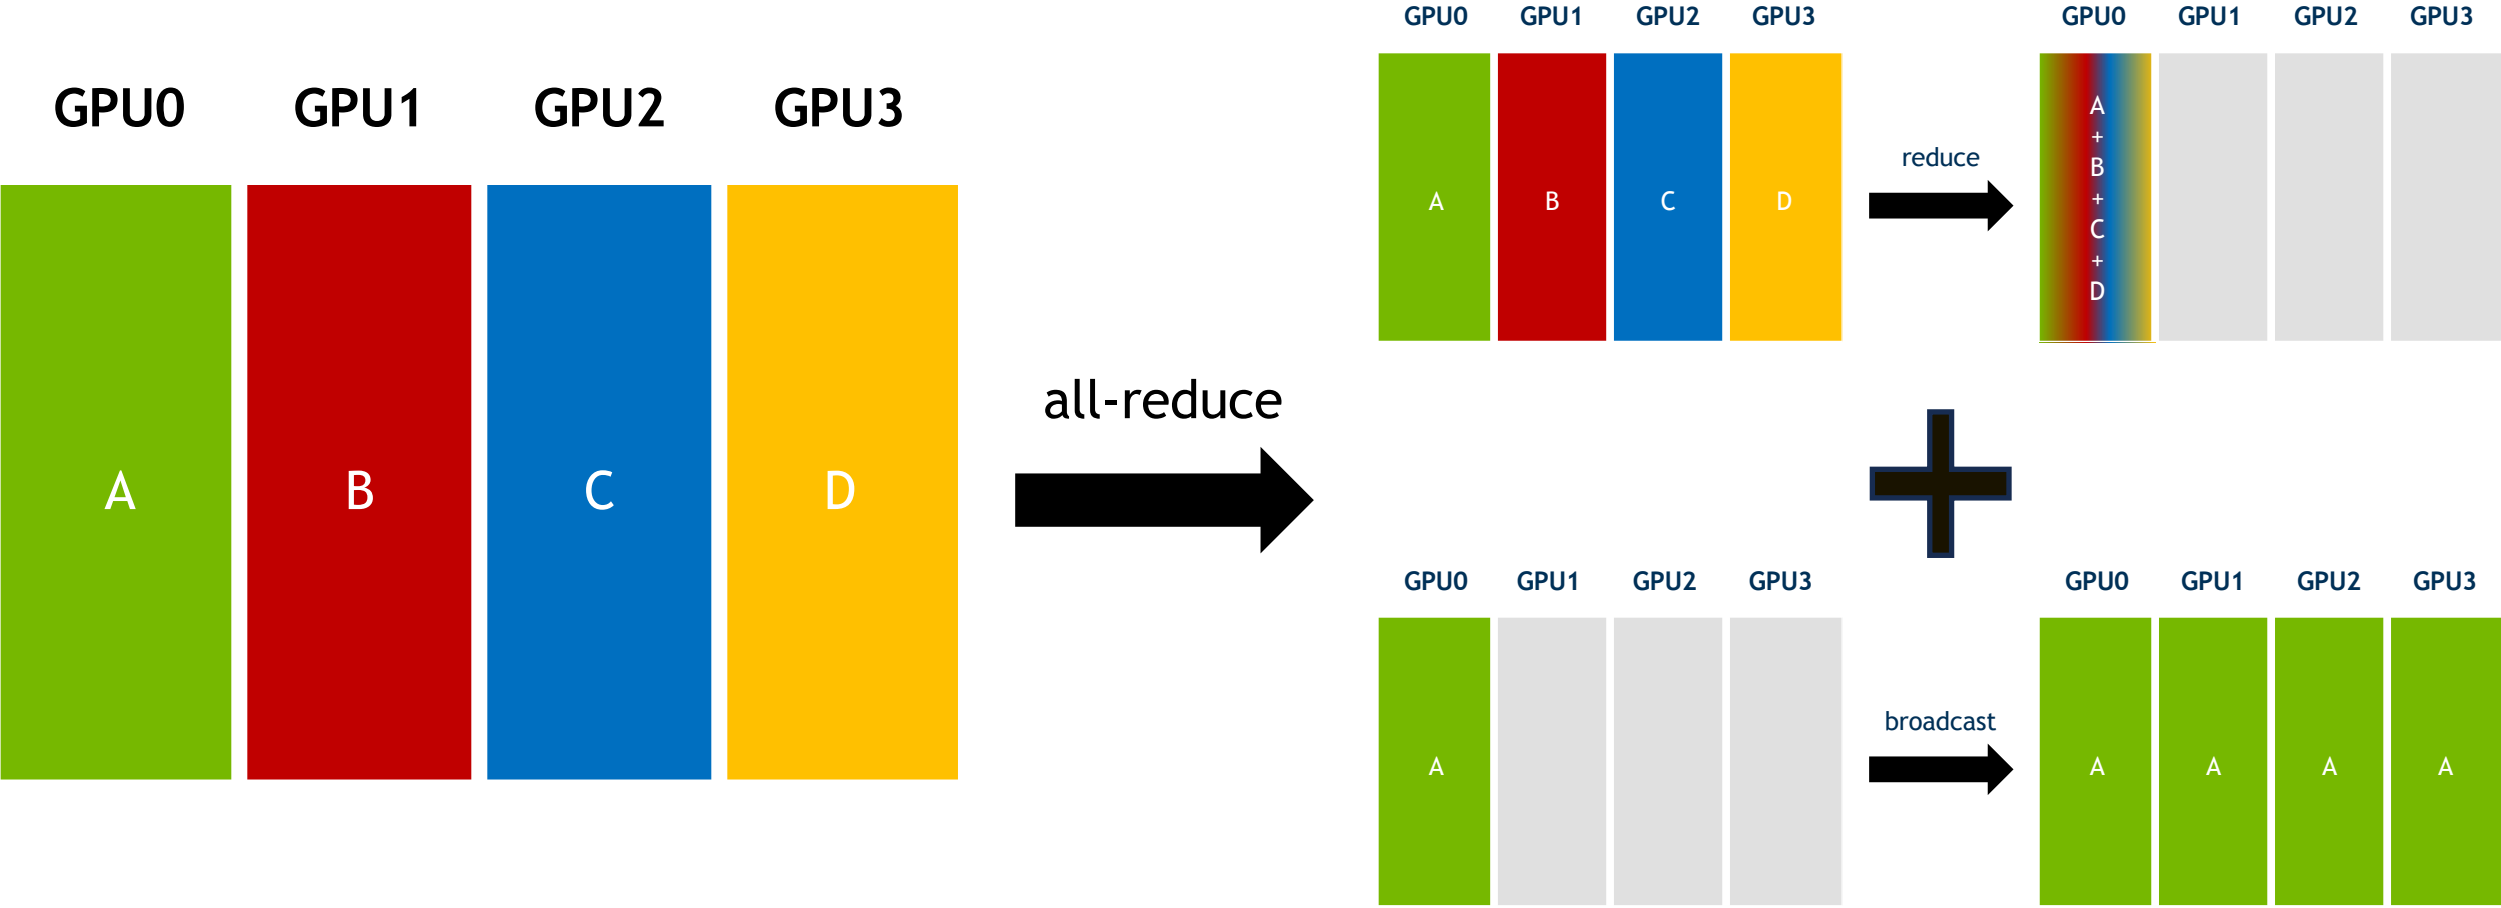 GPU0 GPU1 GPU2 GPU3
A B C D
all-reduce
GPU0 GPU1 GPU2 GPU3
A B C D
reduce
GPU0 GPU1 GPU2 GPU3
A
+
B
+
C
+
D
GPU0 GPU1 GPU2 GPU3
A
broadcast
GPU0 GPU1 GPU2 GPU3
A A A A